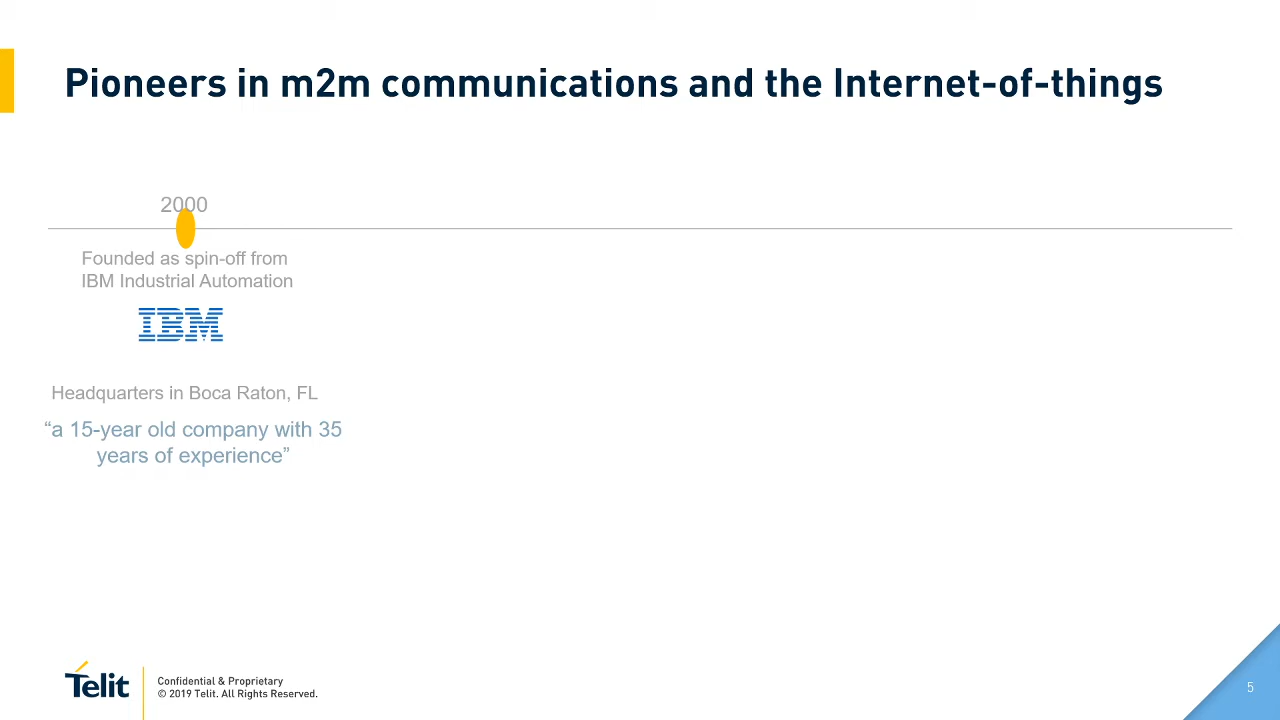 Pioneers in m2m communications and the Internet-of-things
2000
Founded as spin-off from
IBM Industrial Automation
IBM
Headquarters in Boca Raton, FL
“a 15-year old company with 35
years of experience”
Telit
Confidential & Proprietary
© 2019 Telit. All Rights Reserved.
5